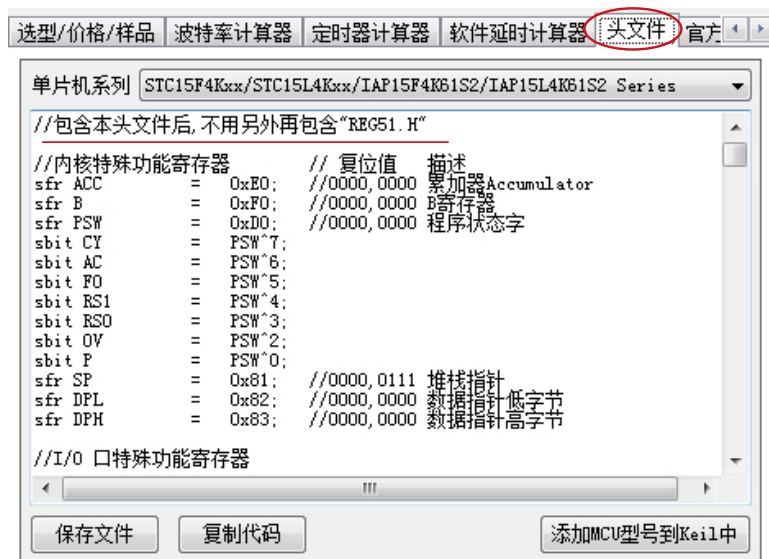 选型/价格/样品 波特率计算器 定时器计算器 软件延时计算器 头文件 官方
单片机系列 STC15F4Kxx/STC15L4Kxx/IAP15F4K61S2/IAP15L4K61S2 Series
//包含本头文件后,不用另外再包含"REG51.H"
//内核特殊功能寄存器 // 复位值 描述
sfr ACC = 0xE0; //0000,0000 累加器Accumulator
sfr B = 0xF0; //0000,0000 B寄存器
sfr PSW = 0xD0; //0000,0000 程序状态字
sbit CY = PSW^7;
sbit AC = PSW^6;
sbit F0 = PSW^5;
sbit RS1 = PSW^4;
sbit RS0 = PSW^3;
sbit OV = PSW^2;
sbit P = PSW^0;
sfr SP = 0x81; //0000,0111 堆栈指针
sfr DPL = 0x82; //0000,0000 数据指针低字节
sfr DPH = 0x83; //0000,0000 数据指针高字节
//I/O 口特殊功能寄存器
保存文件 复制代码 添加MCU型号到Keil中